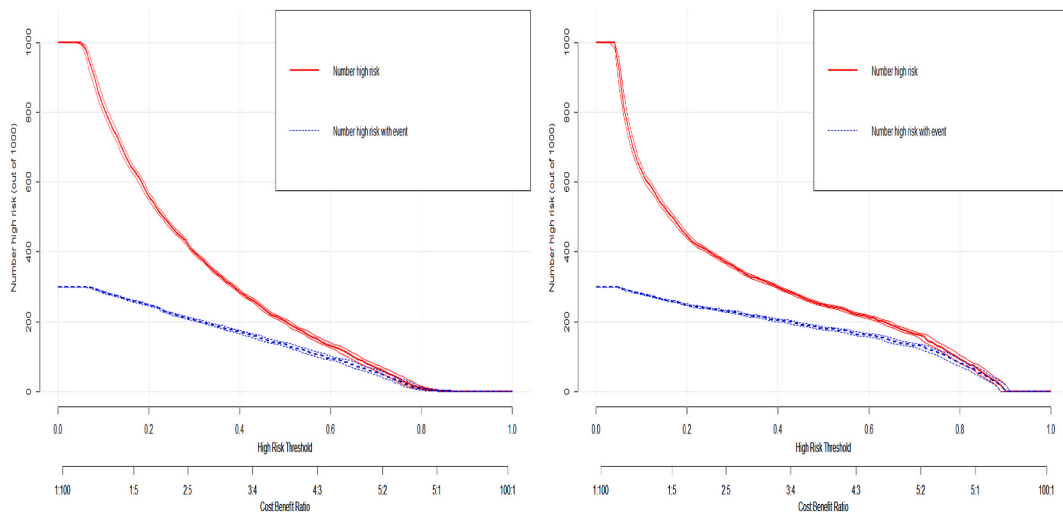 Number high risk
Number high risk with event
Number high risk (out of 1000)
0 200 400 600 800 1000
0.0 0.2 0.4 0.6 0.8 1.0
High Risk Threshold
1:100 1:5 2:5 3:4 4:3 5:2 5:1 100:1
Cost Benefit Ratio
Number high risk
Number high risk with event
Number high risk (out of 1000)
0 200 400 600 800 1000
0.0 0.2 0.4 0.6 0.8 1.0
High Risk Threshold
1:100 1:5 2:5 3:4 4:3 5:2 5:1 100:1
Cost Benefit Ratio